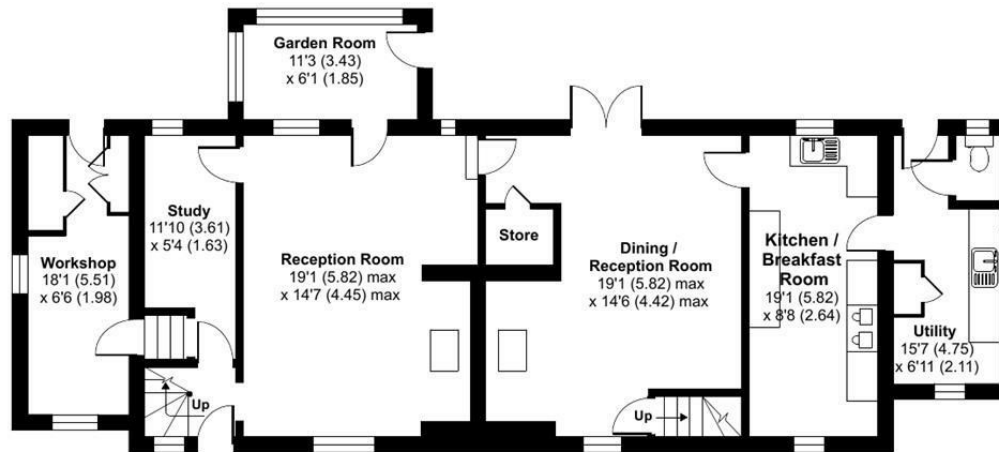 Garden Room
11'3 (3.43)
x 6'1 (1.85)
Study
11'10 (3.61)
x 5'4 (1.63)
Workshop
18'1 (5.51)
x 6'6 (1.98)
Reception Room
19'1 (5.82) max
x 14'7 (4.45) max
Store
Dining /
Reception Room
19'1 (5.82) max
x 14'6 (4.42) max
Kitchen /
Breakfast
Room
19'1 (5.82)
x 8'8 (2.64)
Utility
15'7 (4.75)
x 6'11 (2.11)
Up
Up